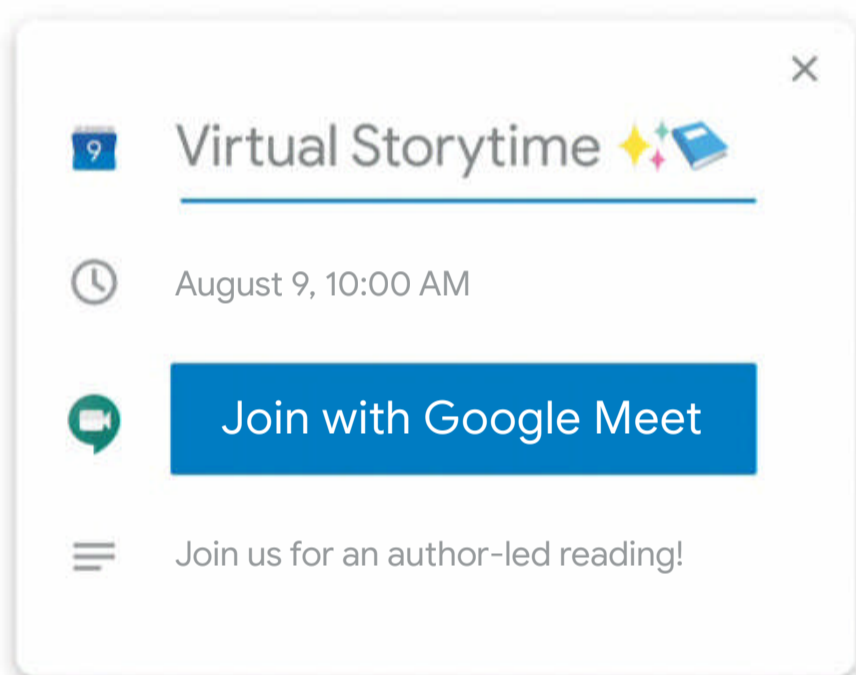 9
Virtual Storytime ✨📘
August 9, 10:00 AM
Join with Google Meet
Join us for an author-led reading!